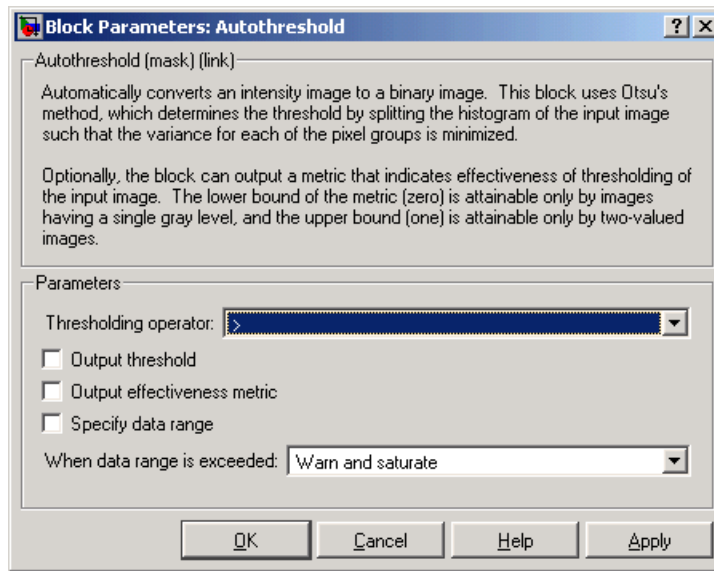 Block Parameters: Autothreshold
Autothreshold (mask) (link)
Automatically converts an intensity image to a binary image. This block uses Otsu's
method, which determines the threshold by splitting the histogram of the input image
such that the variance for each of the pixel groups is minimized.
Optionally, the block can output a metric that indicates effectiveness of thresholding of
the input image. The lower bound of the metric (zero) is attainable only by images
having a single gray level, and the upper bound (one) is attainable only by two-valued
images.
Parameters
Thresholding operator: >
Output threshold
Output effectiveness metric
Specify data range
When data range is exceeded: Warn and saturate
OK Cancel Help Apply